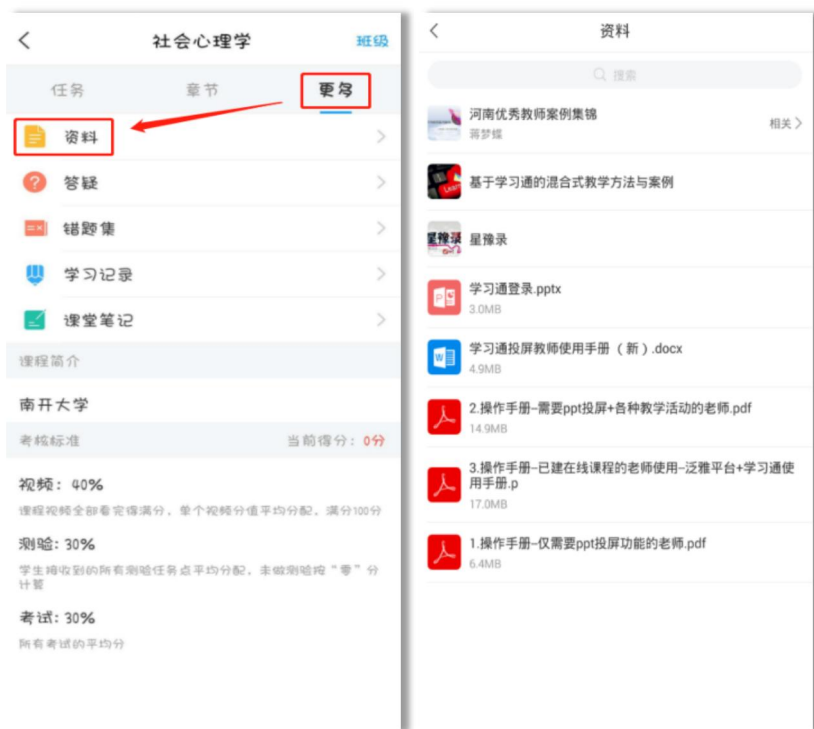 社会心理学
班级
任务
章节
更多
资料
答疑
错题集
学习记录
课堂笔记
课程简介
南开大学
考核标准
当前得分：0分
视频：40%
课程视频全部看完得满分，单个视频分值平均分配，满分100分
测验：30%
学生接收到的所有测验任务点平均分配，未做测验按“零”分
计算
考试：30%
所有考试的平均分
资料
搜索
河南优秀教师案例集锦
蒋梦蝶
相关
Learn
基于学习通的混合式教学方法与案例
星豫录
星豫录
学习通登录.pptx
3.0MB
学习通投屏教师使用手册（新）.docx
4.9MB
2.操作手册–需要ppt投屏+各种教学活动的老师.pdf
14.9MB
3.操作手册–已建在线课程的老师使用–泛雅平台+学习通使
用手册.p
17.0MB
1.操作手册–仅需要ppt投屏功能的老师.pdf
6.4MB